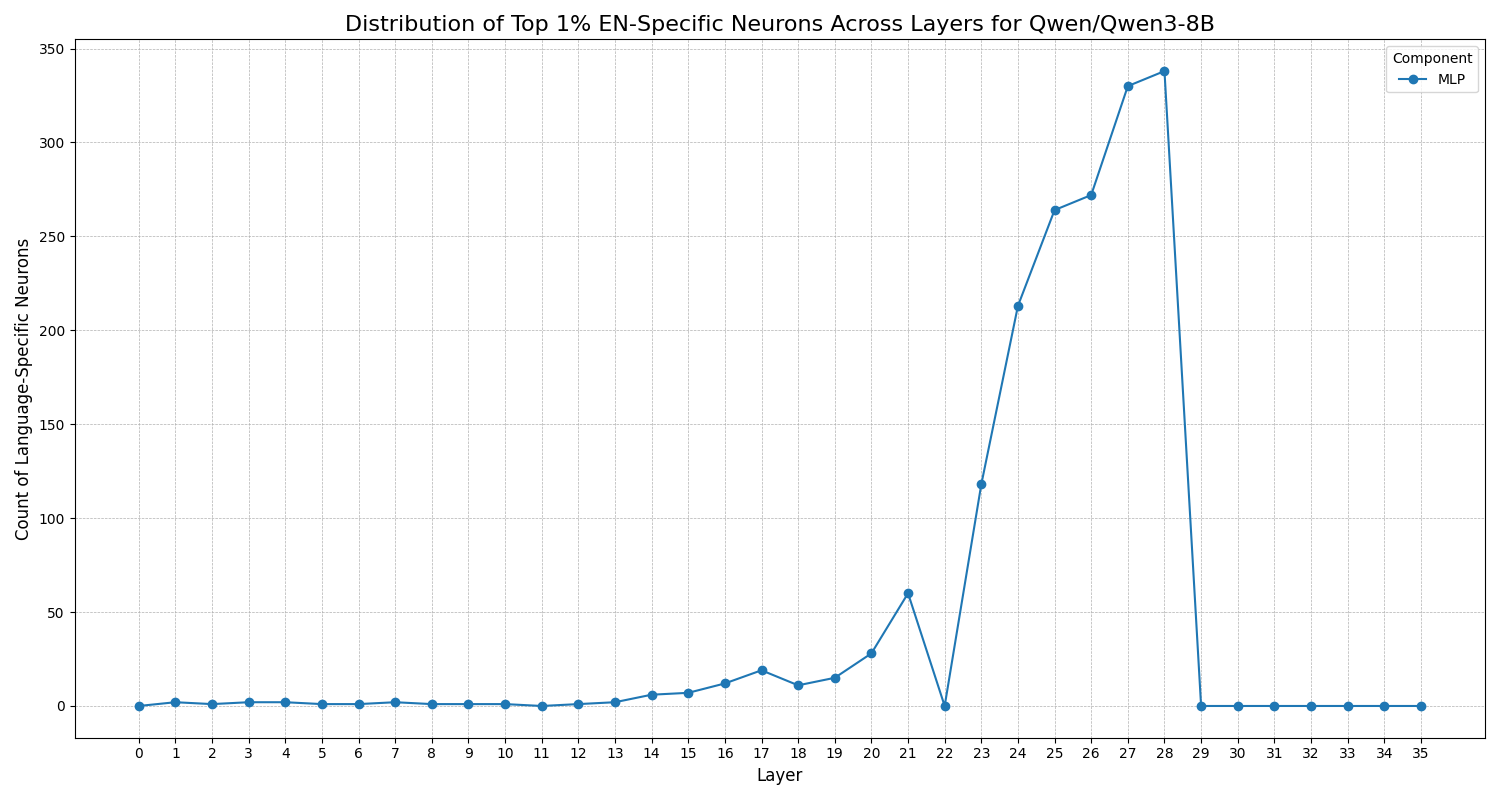 Distribution of Top 1% EN-Specific Neurons Across Layers for Qwen/Qwen3-8B
Component
MLP
Count of Language-Specific Neurons
350
300
250
200
150
100
50
0
0 1 2 3 4 5 6 7 8 9 10 11 12 13 14 15 16 17 18 19 20 21 22 23 24 25 26 27 28 29 30 31 32 33 34 35
Layer